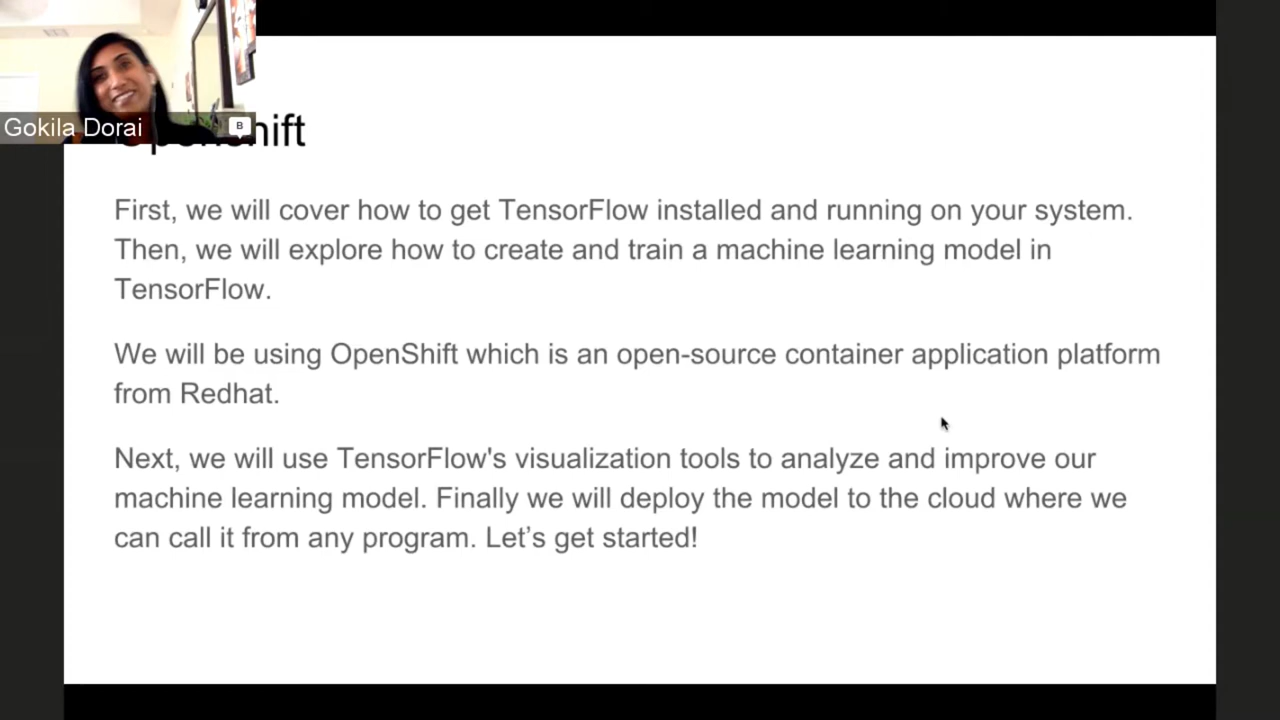 Gokila Dorai
B
Openshift
First, we will cover how to get TensorFlow installed and running on your system.
Then, we will explore how to create and train a machine learning model in
TensorFlow.
We will be using OpenShift which is an open-source container application platform
from Redhat.
Next, we will use TensorFlow's visualization tools to analyze and improve our
machine learning model. Finally we will deploy the model to the cloud where we
can call it from any program. Let’s get started!